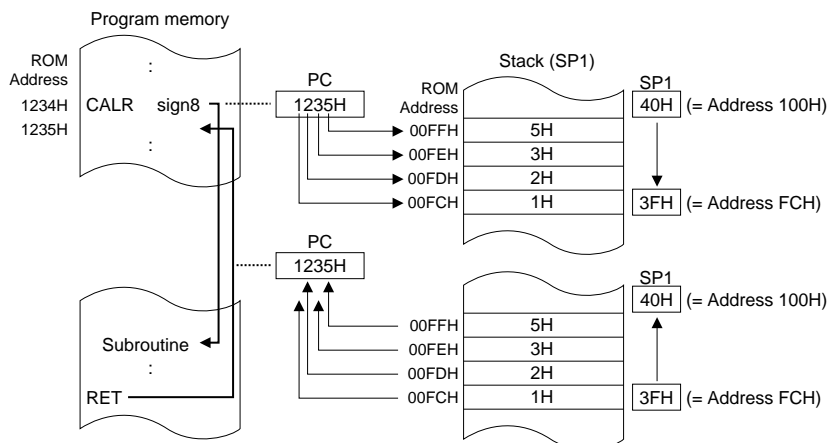 Program memory
ROM
Address
1234H
1235H
:
CALR sign8
:
PC
1235H
Stack (SP1)
ROM
Address
00FFH 5H
00FEH 3H
00FDH 2H
00FCH 1H
SP1
40H (= Address 100H)
3FH (= Address FCH)
PC
1235H
Subroutine
:
RET
00FFH 5H
00FEH 3H
00FDH 2H
00FCH 1H
SP1
40H (= Address 100H)
3FH (= Address FCH)